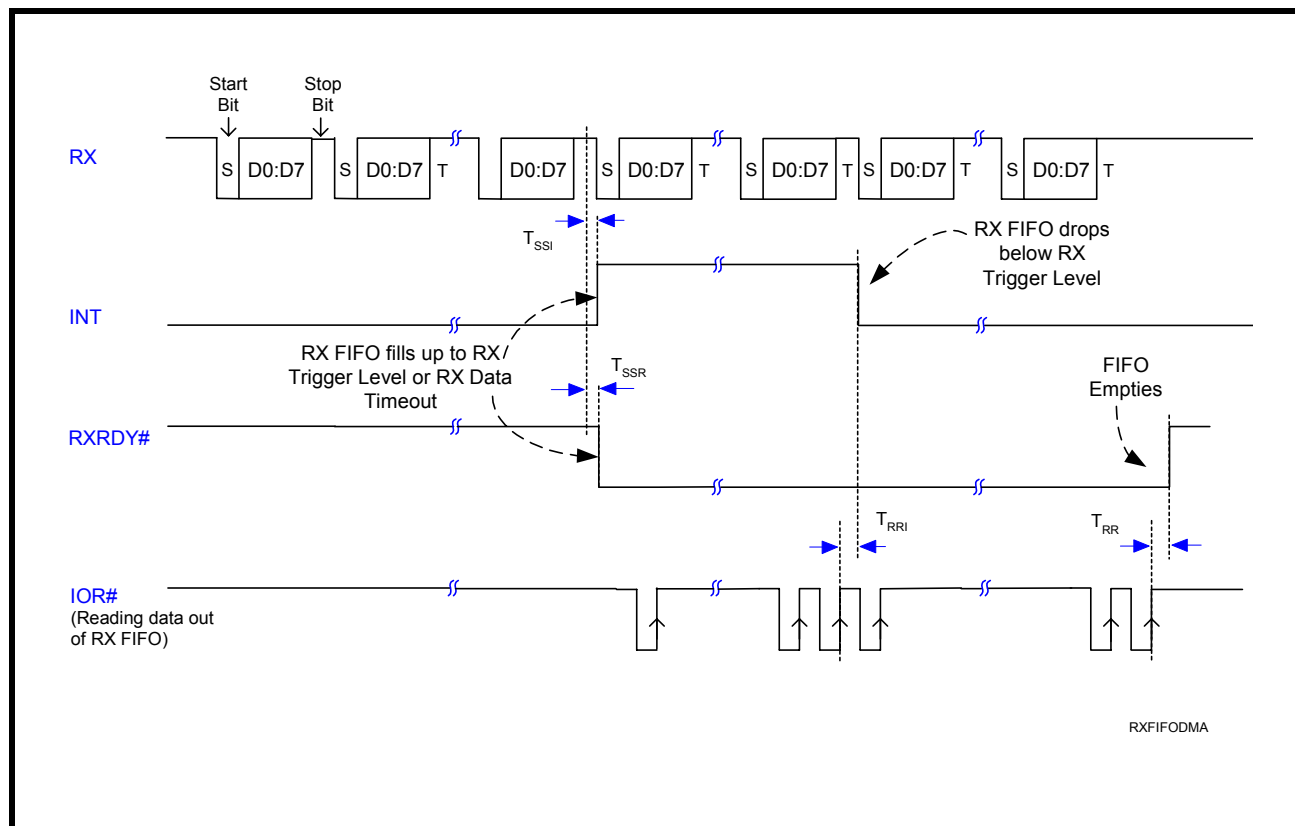 Start
Bit
Stop
Bit
RX
S D0:D7 S D0:D7 T D0:D7 S D0:D7 T S D0:D7 T S D0:D7 T S D0:D7 T
TSSI
RX FIFO drops
below RX
Trigger Level
INT
RX FIFO fills up to RX
Trigger Level or RX Data
Timeout
TSSR
FIFO
Empties
RXRDY#
TRRI
TRR
IOR#
(Reading data out
of RX FIFO)
RXFIFODMA